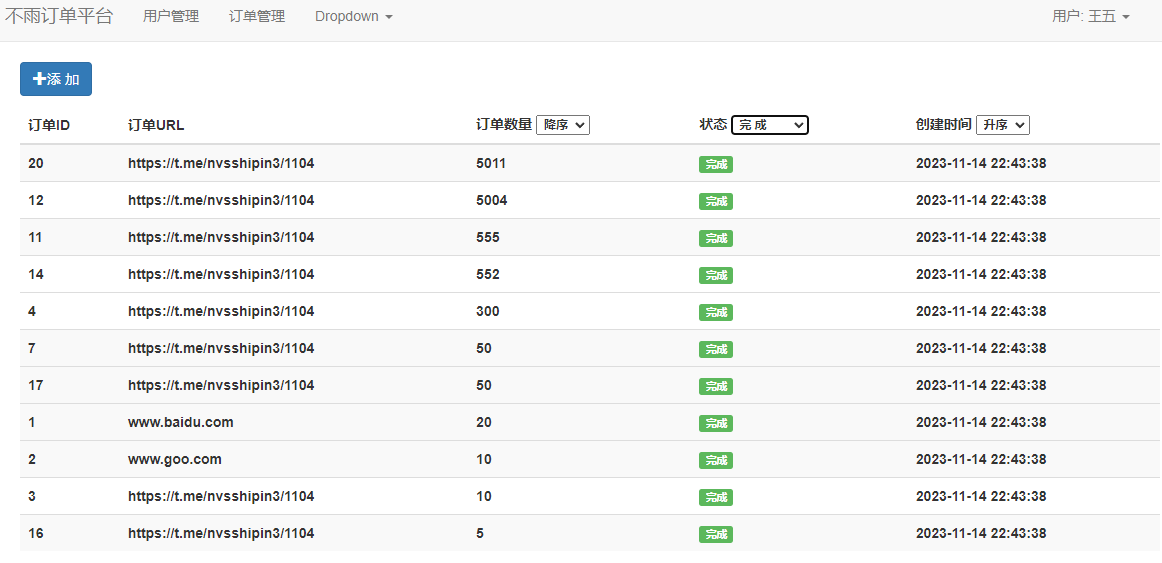 不雨订单平台 用户管理 订单管理 Dropdown 用户: 王五
添 加
订单ID 订单URL 订单数量 降序 状态 完 成 创建时间 升序
20 https://t.me/nvsshipin3/1104 5011 完成 2023-11-14 22:43:38
12 https://t.me/nvsshipin3/1104 5004 完成 2023-11-14 22:43:38
11 https://t.me/nvsshipin3/1104 555 完成 2023-11-14 22:43:38
14 https://t.me/nvsshipin3/1104 552 完成 2023-11-14 22:43:38
4 https://t.me/nvsshipin3/1104 300 完成 2023-11-14 22:43:38
7 https://t.me/nvsshipin3/1104 50 完成 2023-11-14 22:43:38
17 https://t.me/nvsshipin3/1104 50 完成 2023-11-14 22:43:38
1 www.baidu.com 20 完成 2023-11-14 22:43:38
2 www.goo.com 10 完成 2023-11-14 22:43:38
3 https://t.me/nvsshipin3/1104 10 完成 2023-11-14 22:43:38
16 https://t.me/nvsshipin3/1104 5 完成 2023-11-14 22:43:38